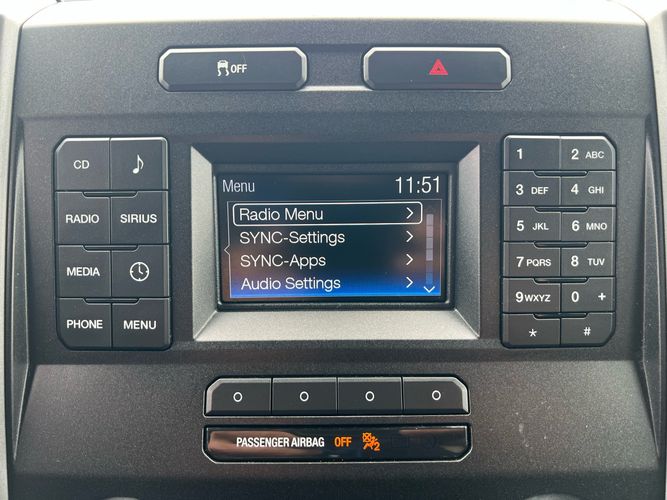 OFF
CD
RADIO SIRIUS
MEDIA
PHONE MENU
Menu 11:51
Radio Menu >
SYNC-Settings >
SYNC-Apps >
Audio Settings >
1 2 ABC
3 DEF 4 GHI
5 JKL 6 MNO
7 PQRS 8 TUV
9 WXYZ 0 +
* #
PASSENGER AIRBAG OFF 2